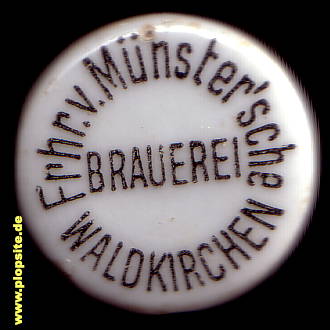 Frhr.v.Münster'sche
BRAUEREI
WALDKIRCHEN
© www.plopsite.de